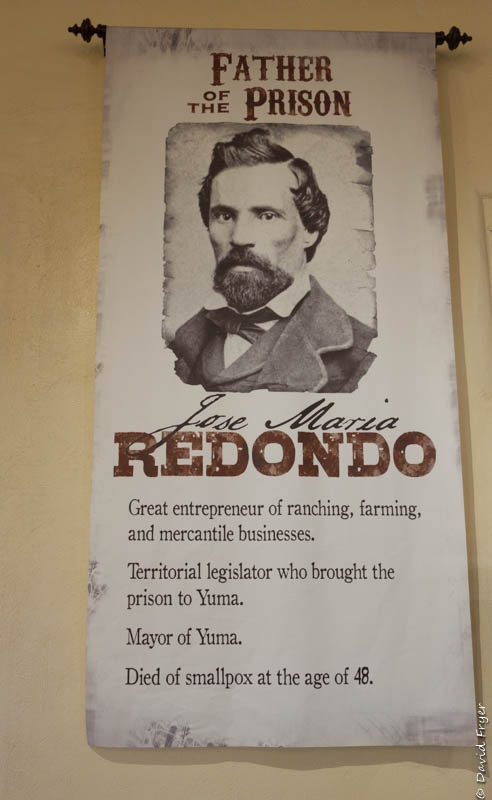 FATHER
OF
THE PRISON
Jose Maria
REDONDO
Great entrepreneur of ranching, farming,
and mercantile businesses.
Territorial legislator who brought the
prison to Yuma.
Mayor of Yuma.
Died of smallpox at the age of 48.
© David Fryer